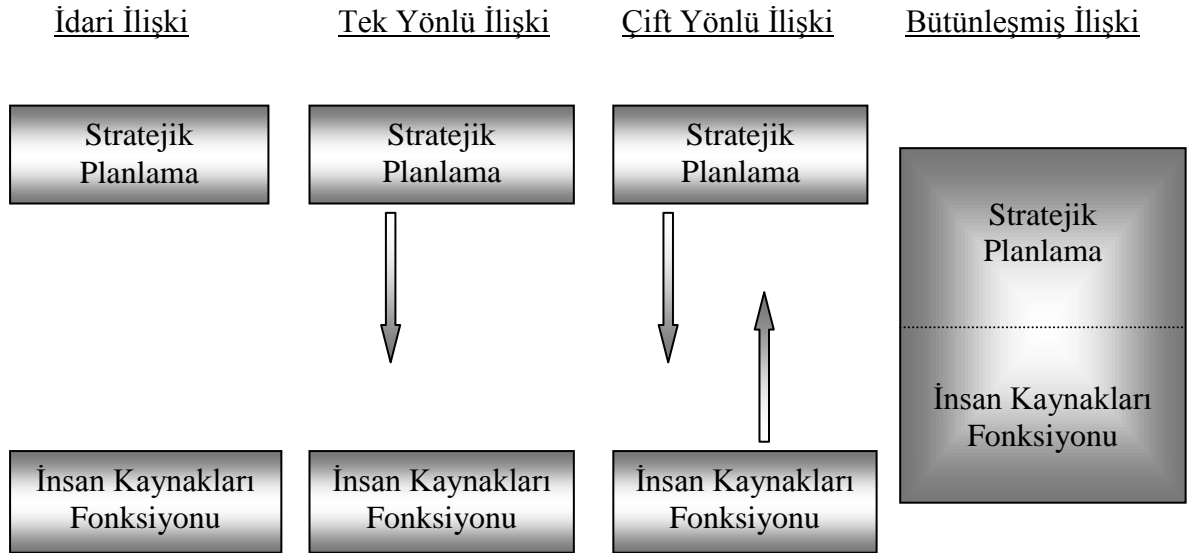 İdari İlişki
Tek Yönlü İlişki
Çift Yönlü İlişki
Bütünleşmiş İlişki
Stratejik
Planlama
Stratejik
Planlama
Stratejik
Planlama
Stratejik
Planlama
İnsan Kaynakları
Fonksiyonu
İnsan Kaynakları
Fonksiyonu
İnsan Kaynakları
Fonksiyonu
İnsan Kaynakları
Fonksiyonu